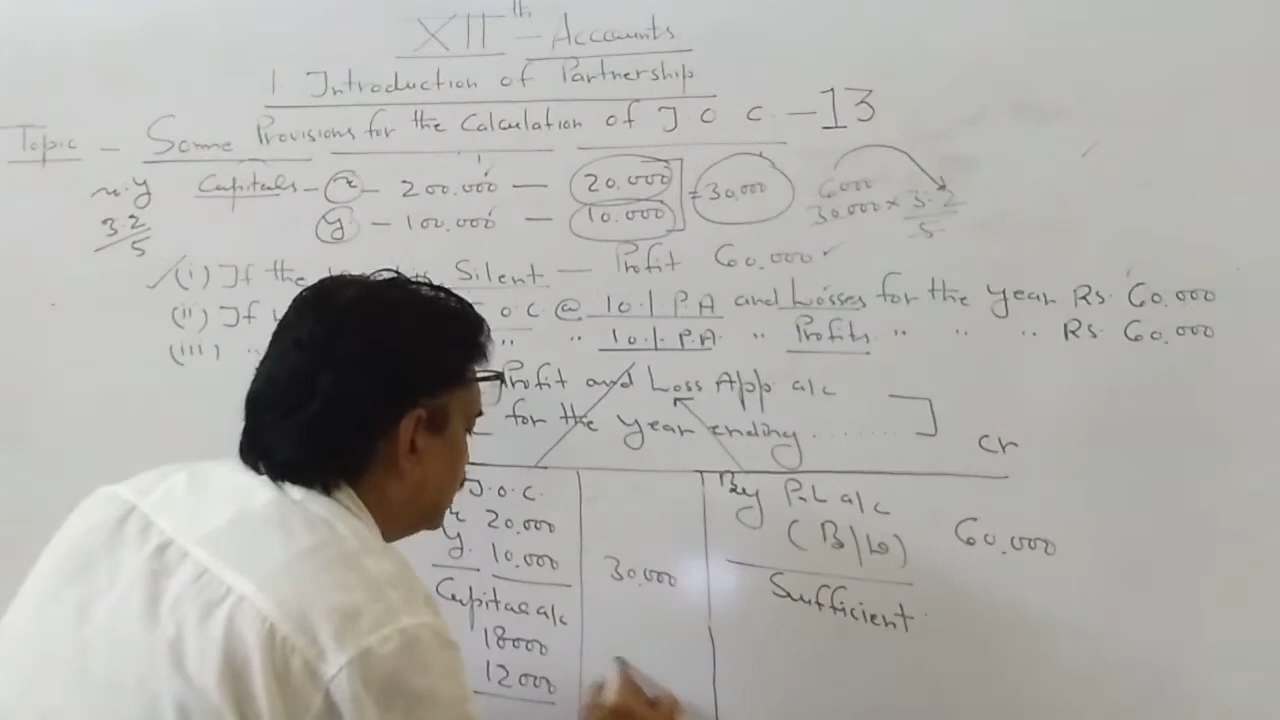 XII th - Accounts
1 Introduction of Partnership
Topic - Some Provisions for the Calculation of I.O.C. - 13
x.y Capitals - x - 200.000 - 20.000 = 30,000 6000
3:2 / 5 y - 100.000 - 10.000 30.000 × 3:2 / 5
(i) If the Silent - Profit 60.000
(ii) If O.C. @ 10% P.A and Losses for the year Rs. 60.000
(iii) " " " 10% P.A. " Profits " " " Rs. 60.000
Profit and Loss App a/c
for the year ending ........ cr
I.O.C. By P&L a/c
x 20.000 (B/D) 60.000
y. 10.000 30.000
Capital a/c Sufficient
18000
12000